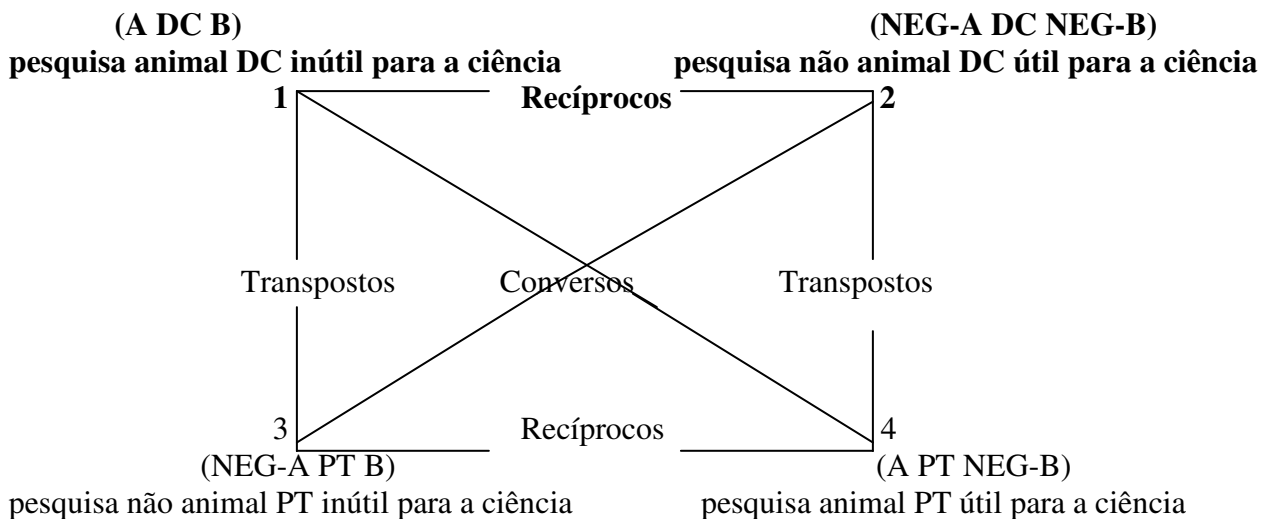 (A DC B) (NEG-A DC NEG-B)
pesquisa animal DC inútil para a ciência pesquisa não animal DC útil para a ciência
1 Recíprocos 2
Transpostos Conversos Transpostos
3 Recíprocos 4
(NEG-A PT B) (A PT NEG-B)
pesquisa não animal PT inútil para a ciência pesquisa animal PT útil para a ciência